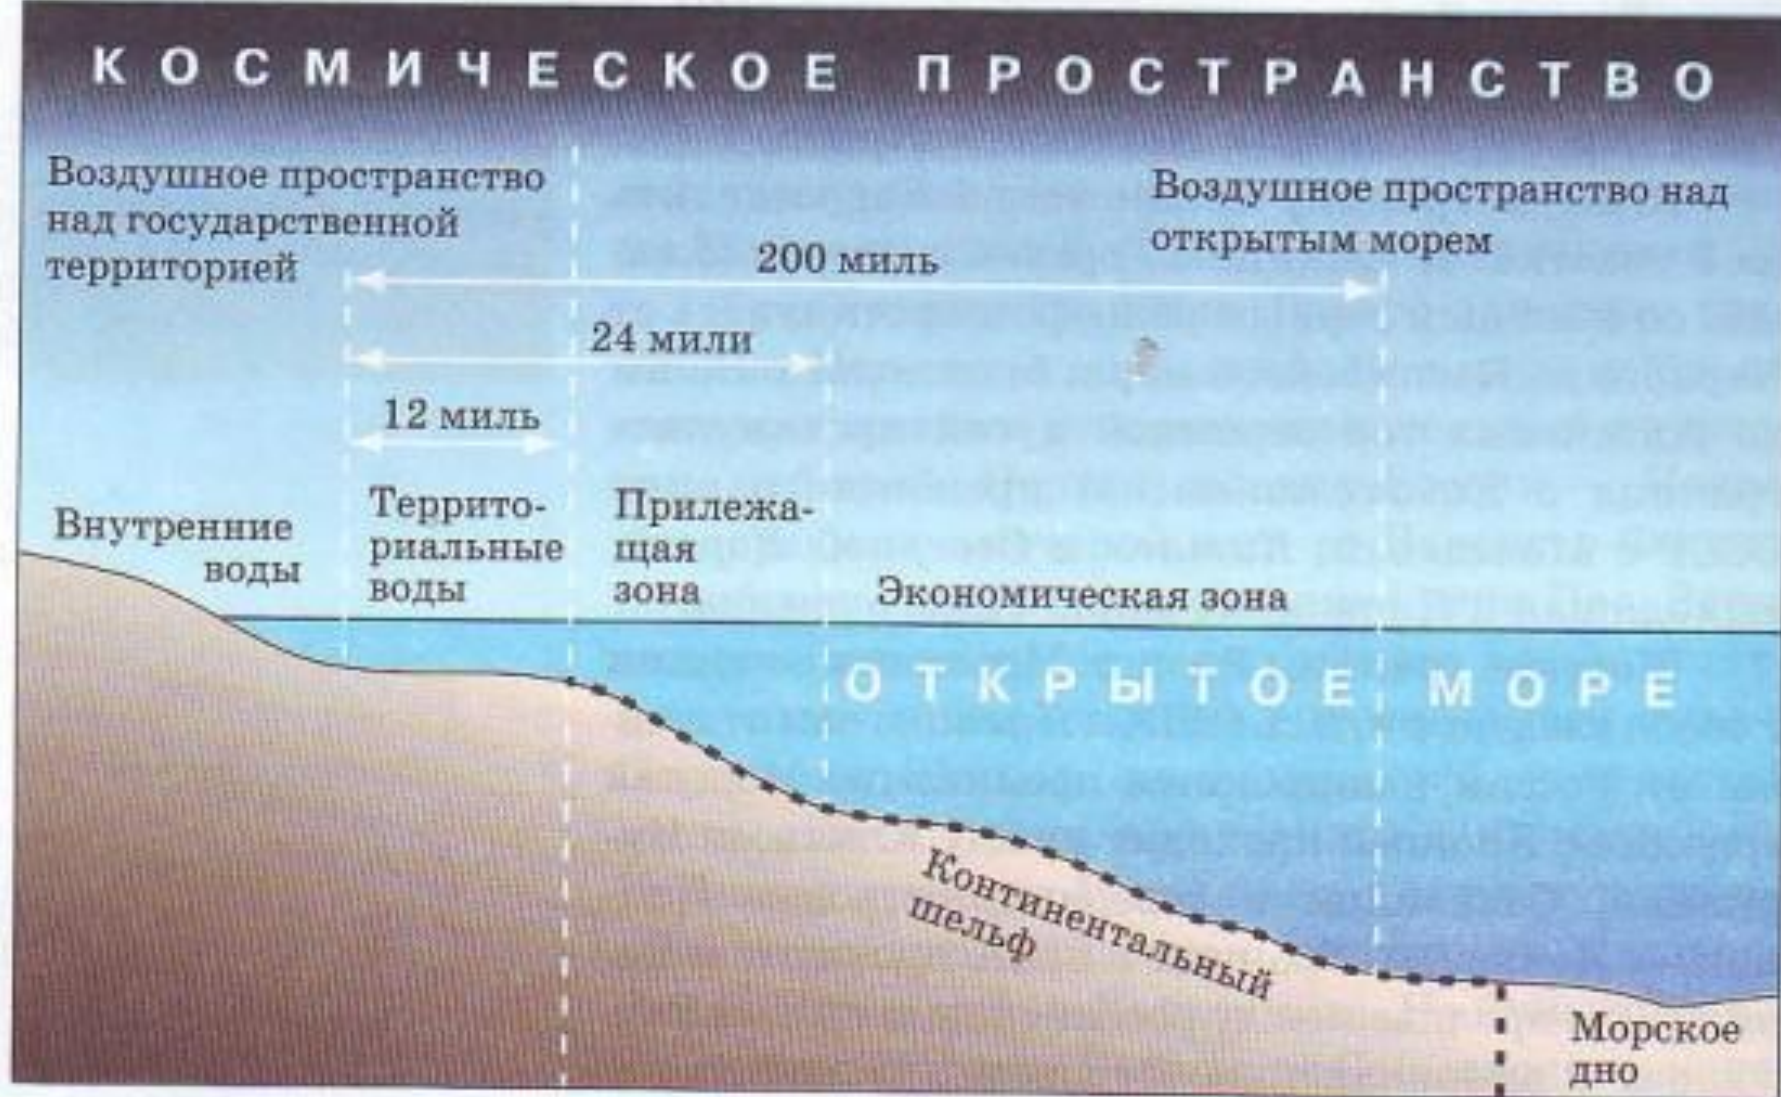 КОСМИЧЕСКОЕ ПРОСТРАНСТВО
Воздушное пространство
над государственной
территорией
Воздушное пространство над
открытым морем
200 миль
24 мили
12 миль
Внутренние
воды
Террито-
риальные
воды
Прилежа-
щая
зона
Экономическая зона
ОТКРЫТОЕ МОРЕ
Континентальный
шельф
Морское
дно